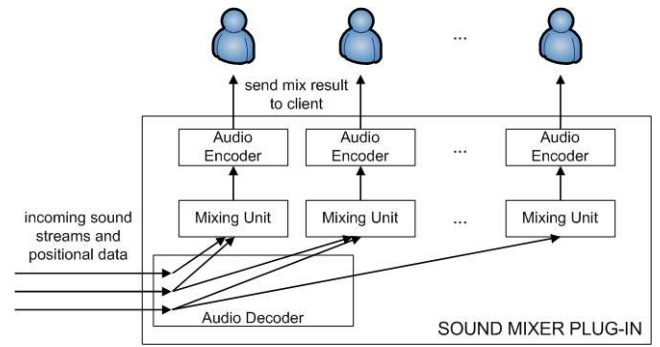 ...
send mix result
to client
Audio
Encoder
Audio
Encoder
...
Audio
Encoder
Mixing Unit
Mixing Unit
...
Mixing Unit
incoming sound
streams and
positional data
Audio Decoder
SOUND MIXER PLUG-IN